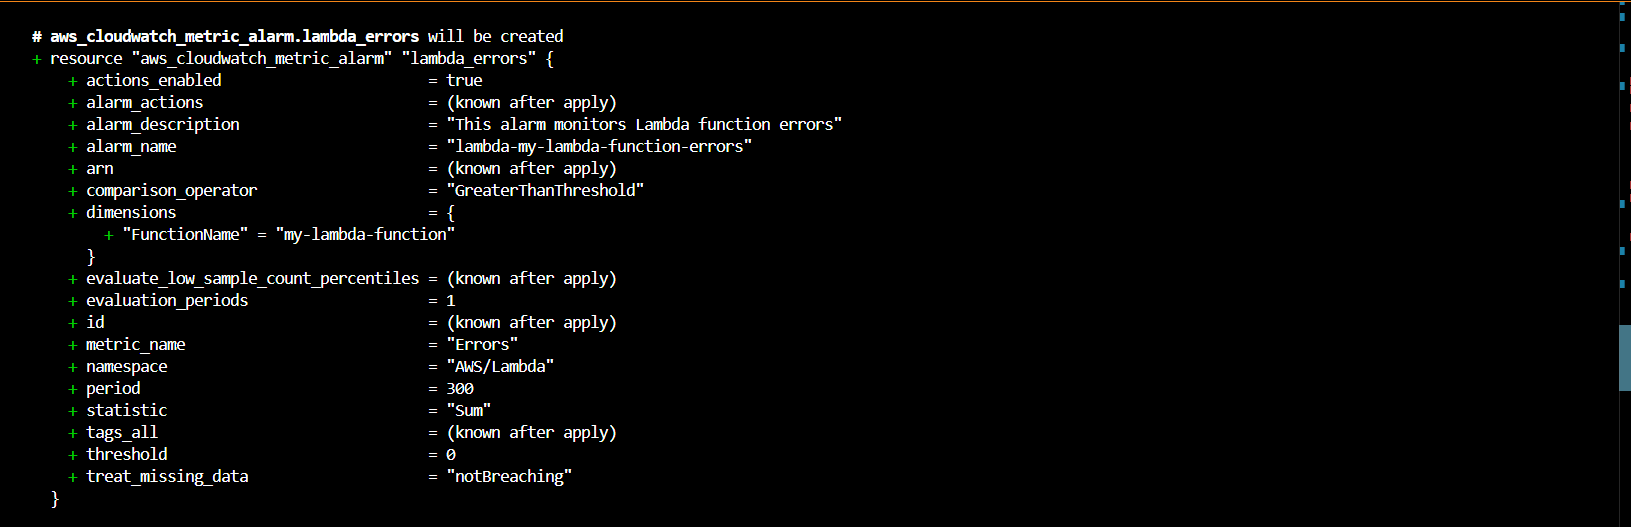 # aws_cloudwatch_metric_alarm.lambda_errors will be created
+ resource "aws_cloudwatch_metric_alarm" "lambda_errors" {
+ actions_enabled = true
+ alarm_actions = (known after apply)
+ alarm_description = "This alarm monitors Lambda function errors"
+ alarm_name = "lambda-my-lambda-function-errors"
+ arn = (known after apply)
+ comparison_operator = "GreaterThanThreshold"
+ dimensions = {
+ "FunctionName" = "my-lambda-function"
}
+ evaluate_low_sample_count_percentiles = (known after apply)
+ evaluation_periods = 1
+ id = (known after apply)
+ metric_name = "Errors"
+ namespace = "AWS/Lambda"
+ period = 300
+ statistic = "Sum"
+ tags_all = (known after apply)
+ threshold = 0
+ treat_missing_data = "notBreaching"
}